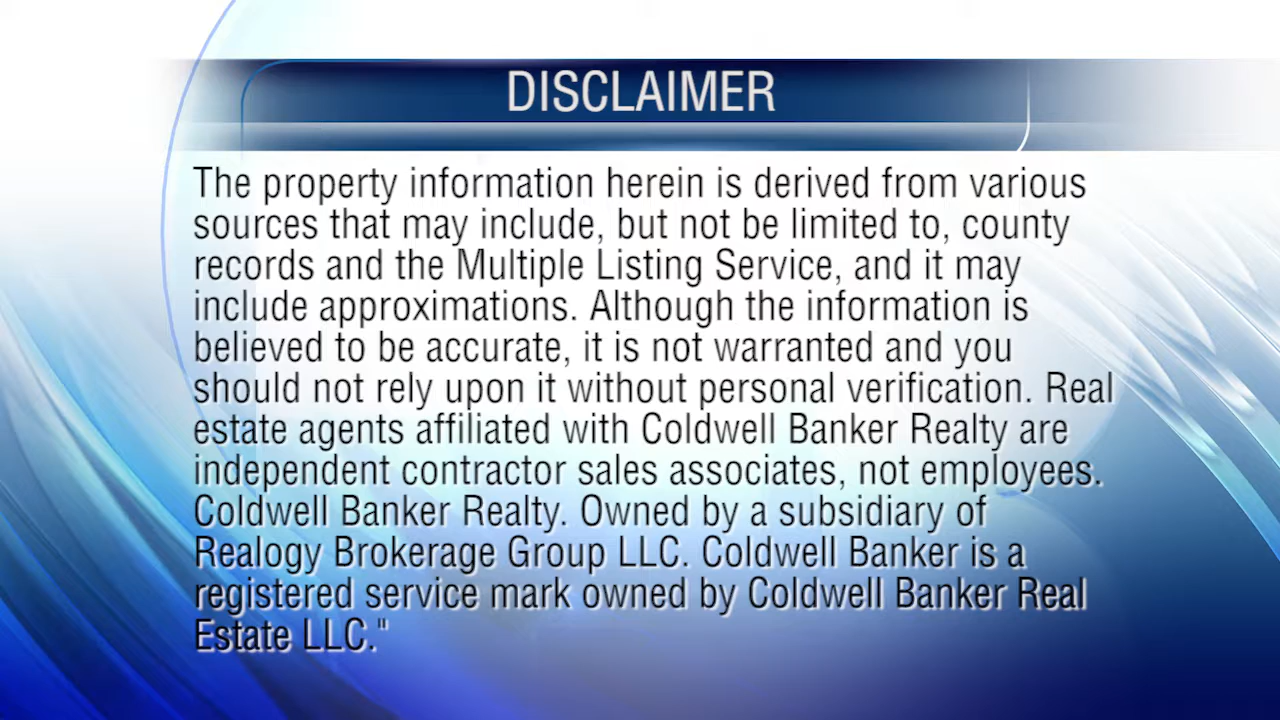 DISCLAIMER
The property information herein is derived from various
sources that may include, but not be limited to, county
records and the Multiple Listing Service, and it may
include approximations. Although the information is
believed to be accurate, it is not warranted and you
should not rely upon it without personal verification. Real
estate agents affiliated with Coldwell Banker Realty are
independent contractor sales associates, not employees.
Coldwell Banker Realty. Owned by a subsidiary of
Realogy Brokerage Group LLC. Coldwell Banker is a
registered service mark owned by Coldwell Banker Real
Estate LLC."